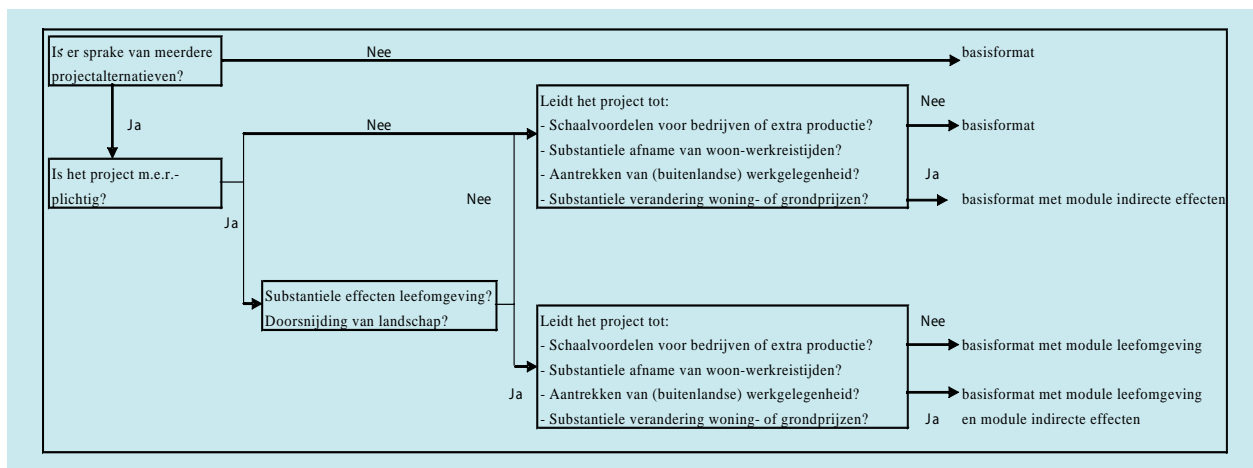 Is er sprake van meerdere
projectalternatieven?
Nee
basisformat
Ja
Is het project m.e.r.-
plichtig?
Nee
Leidt het project tot:
- Schaalvoordelen voor bedrijven of extra productie?
- Substantiele afname van woon-werkreistijden?
- Aantrekken van (buitenlandse) werkgelegenheid?
- Substantiele verandering woning- of grondprijzen?
Nee
basisformat
Ja
basisformat met module indirecte effecten
Ja
Nee
Substantiele effecten leefomgeving?
Doorsnijding van landschap?
Ja
Leidt het project tot:
- Schaalvoordelen voor bedrijven of extra productie?
- Substantiele afname van woon-werkreistijden?
- Aantrekken van (buitenlandse) werkgelegenheid?
- Substantiele verandering woning- of grondprijzen?
Nee
basisformat met module leefomgeving
basisformat met module leefomgeving
Ja
en module indirecte effecten